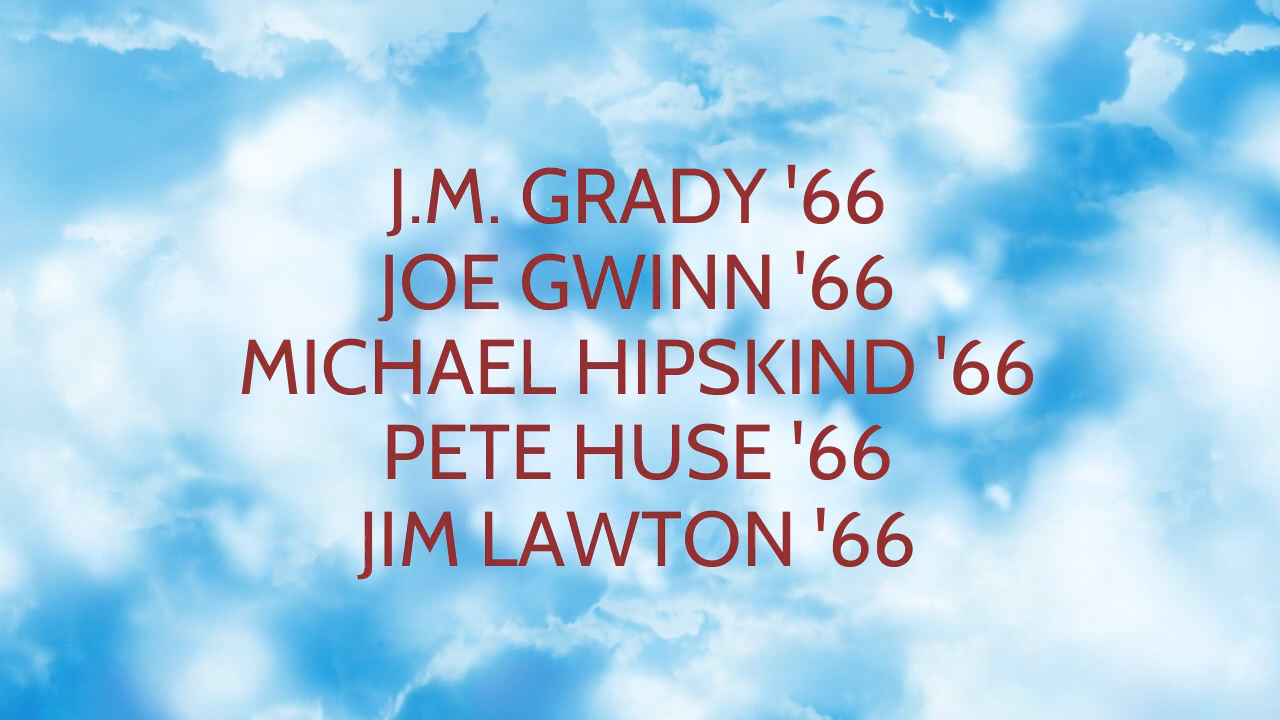 J.M. GRADY '66
JOE GWINN '66
MICHAEL HIPSKIND '66
PETE HUSE '66
JIM LAWTON '66